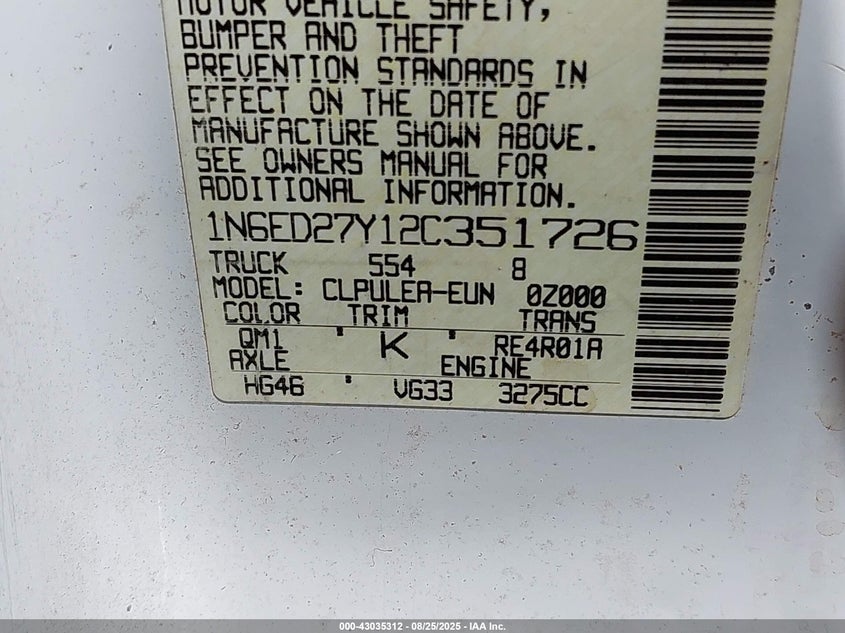 MOTOR VEHICLE SAFETY,
BUMPER AND THEFT
PREVENTION STANDARDS IN
EFFECT ON THE DATE OF
MANUFACTURE SHOWN ABOVE.
SEE OWNERS MANUAL FOR
ADDITIONAL INFORMATION.
1N6ED27Y12C351726
TRUCK 554 8
MODEL: CLPULEA-EUN 0Z000
COLOR TRIM TRANS
QM1 K RE4R01A
AXLE ENGINE
HG46 VG33 3275CC
000-43035312 - 08/25/2025 - IAA Inc.